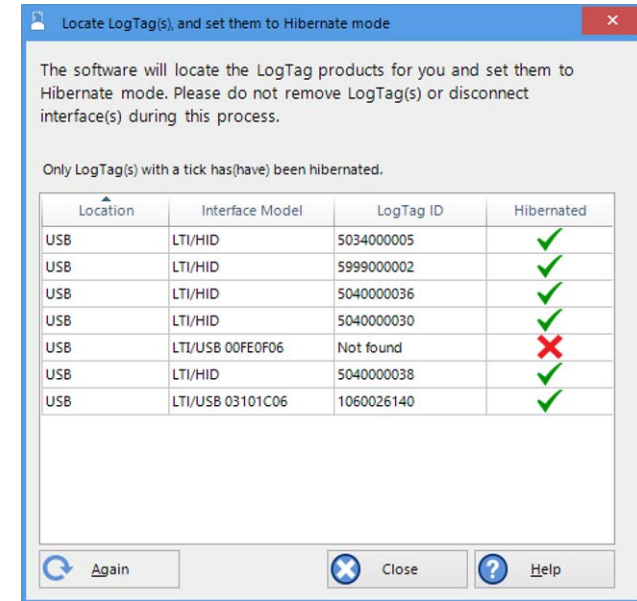 Locate LogTag(s), and set them to Hibernate mode
The software will locate the LogTag products for you and set them to
Hibernate mode. Please do not remove LogTag(s) or disconnect
interface(s) during this process.
Only LogTag(s) with a tick has(have) been hibernated.
Location Interface Model LogTag ID Hibernated
USB LTI/HID 5034000005
USB LTI/HID 5999000002
USB LTI/HID 5040000036
USB LTI/HID 5040000030
USB LTI/USB 00FE0F06 Not found
USB LTI/HID 5040000038
USB LTI/USB 03101C06 1060026140
Again Close Help